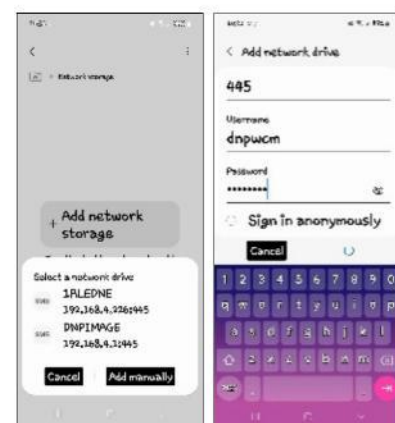 Network storage
+ Add network
storage
Select a network drive
1RLEDNE
192.168.4.226:445
DNPIMAGE
192.168.4.1:445
Cancel
Add manually
< Add network drive
445
Username
dnpwcm
Password
••••••••
Sign in anonymously
Cancel
1 2 3 4 5 6 7 8 9 0
q w e r t y u i o p
a s d f g h j k l
z x c v b n m